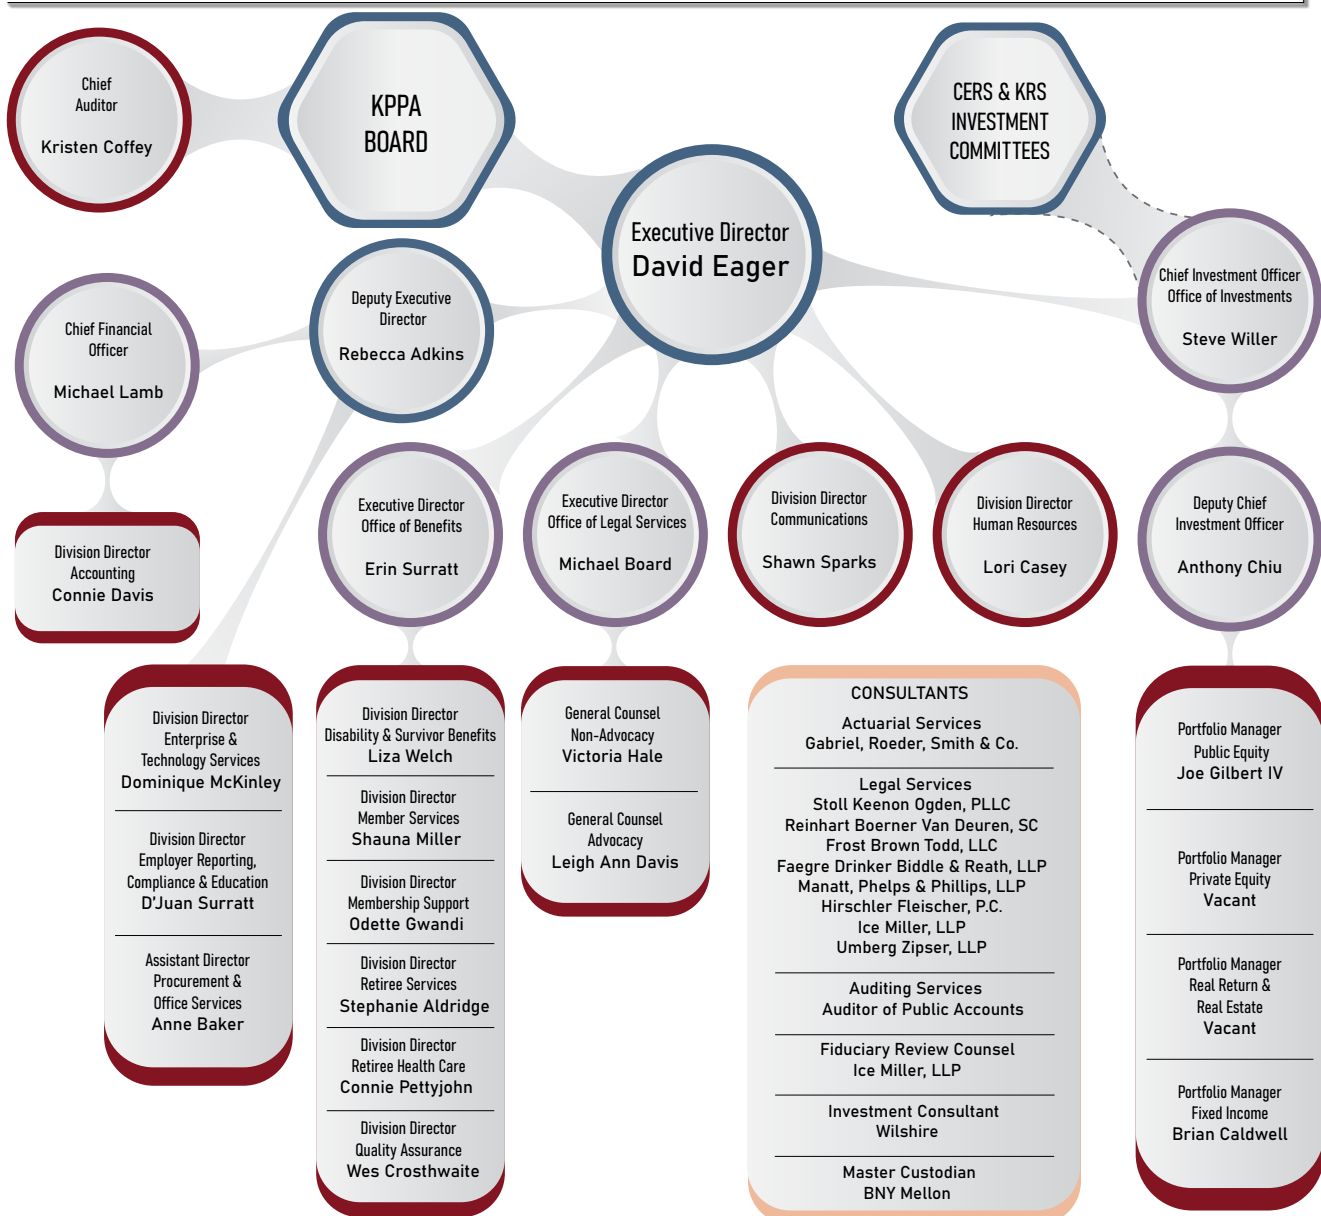 Chief
Auditor
Kristen Coffey
KPPA
BOARD
CERS & KRS
INVESTMENT
COMMITTEES
Executive Director
David Eager
Chief Investment Officer
Office of Investments
Steve Willer
Deputy Executive
Director
Rebecca Adkins
Chief Financial
Officer
Michael Lamb
Division Director
Accounting
Connie Davis
Executive Director
Office of Benefits
Erin Surratt
Executive Director
Office of Legal Services
Michael Board
Division Director
Communications
Shawn Sparks
Division Director
Human Resources
Lori Casey
Deputy Chief
Investment Officer
Anthony Chiu
Division Director
Enterprise &
Technology Services
Dominique McKinley
Division Director
Employer Reporting,
Compliance & Education
D'Juan Surratt
Assistant Director
Procurement &
Office Services
Anne Baker
Division Director
Disability & Survivor Benefits
Liza Welch
Division Director
Member Services
Shauna Miller
Division Director
Membership Support
Odette Gwandi
Division Director
Retiree Services
Stephanie Aldridge
Division Director
Retiree Health Care
Connie Pettyjohn
Division Director
Quality Assurance
Wes Crosthwaite
General Counsel
Non-Advocacy
Victoria Hale
General Counsel
Advocacy
Leigh Ann Davis
CONSULTANTS
Actuarial Services
Gabriel, Roeder, Smith & Co.
Legal Services
Stoll Keenon Ogden, PLLC
Reinhart Boerner Van Deuren, SC
Frost Brown Todd, LLC
Faegre Drinker Biddle & Reath, LLP
Manatt, Phelps & Phillips, LLP
Hirschler Fleischer, P.C.
Ice Miller, LLP
Umberg Zipser, LLP
Auditing Services
Auditor of Public Accounts
Fiduciary Review Counsel
Ice Miller, LLP
Investment Consultant
Wilshire
Master Custodian
BNY Mellon
Portfolio Manager
Public Equity
Joe Gilbert IV
Portfolio Manager
Private Equity
Vacant
Portfolio Manager
Real Return &
Real Estate
Vacant
Portfolio Manager
Fixed Income
Brian Caldwell